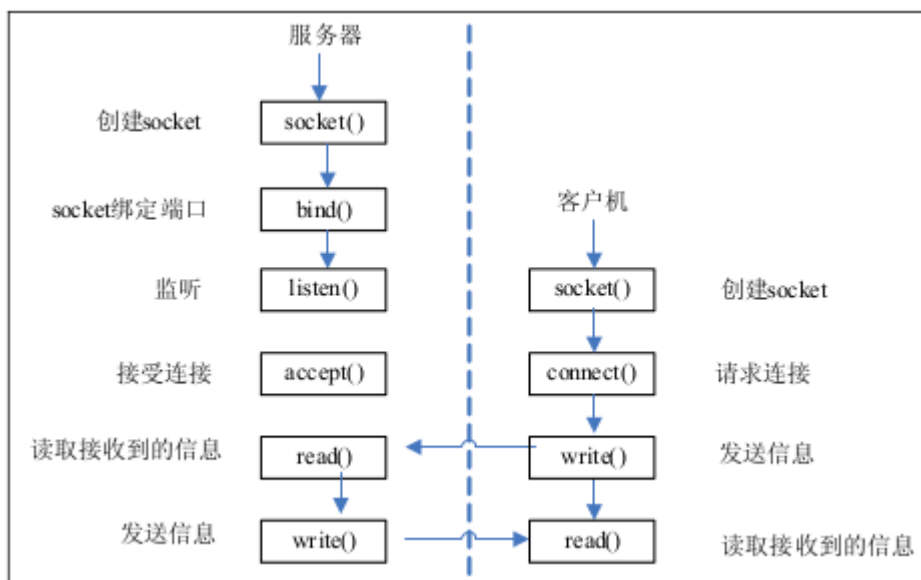 服务器
创建socket
socket()
socket绑定端口
bind()
客户机
监听
listen()
socket()
创建socket
接受连接
accept()
connect()
请求连接
读取接收到的信息
read()
write()
发送信息
发送信息
write()
read()
读取接收到的信息